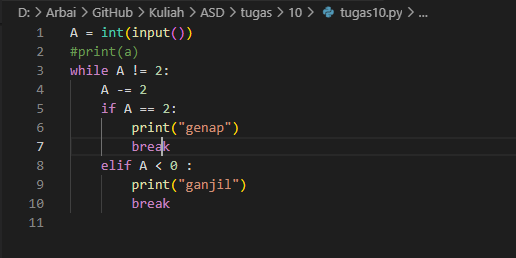 D: > Arbai > GitHub > Kuliah > ASD > tugas > 10 > tugas10.py > ...
1 A = int(input())
2 #print(a)
3 while A != 2:
4     A -= 2
5     if A == 2:
6         print("genap")
7         break
8     elif A < 0 :
9         print("ganjil")
10         break
11